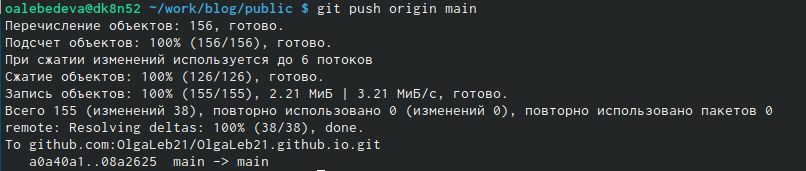 oalebedeva@dk8n52 ~/work/blog/public $ git push origin main
Перечисление объектов: 156, готово.
Подсчет объектов: 100% (156/156), готово.
При сжатии изменений используется до 6 потоков
Сжатие объектов: 100% (126/126), готово.
Запись объектов: 100% (155/155), 2.21 МиБ | 3.21 МиБ/с, готово.
Всего 155 (изменений 38), повторно использовано 0 (изменений 0), повторно использовано пакетов 0
remote: Resolving deltas: 100% (38/38), done.
To github.com:OlgaLeb21/OlgaLeb21.github.io.git
   a0a40a1..08a2625  main -> main